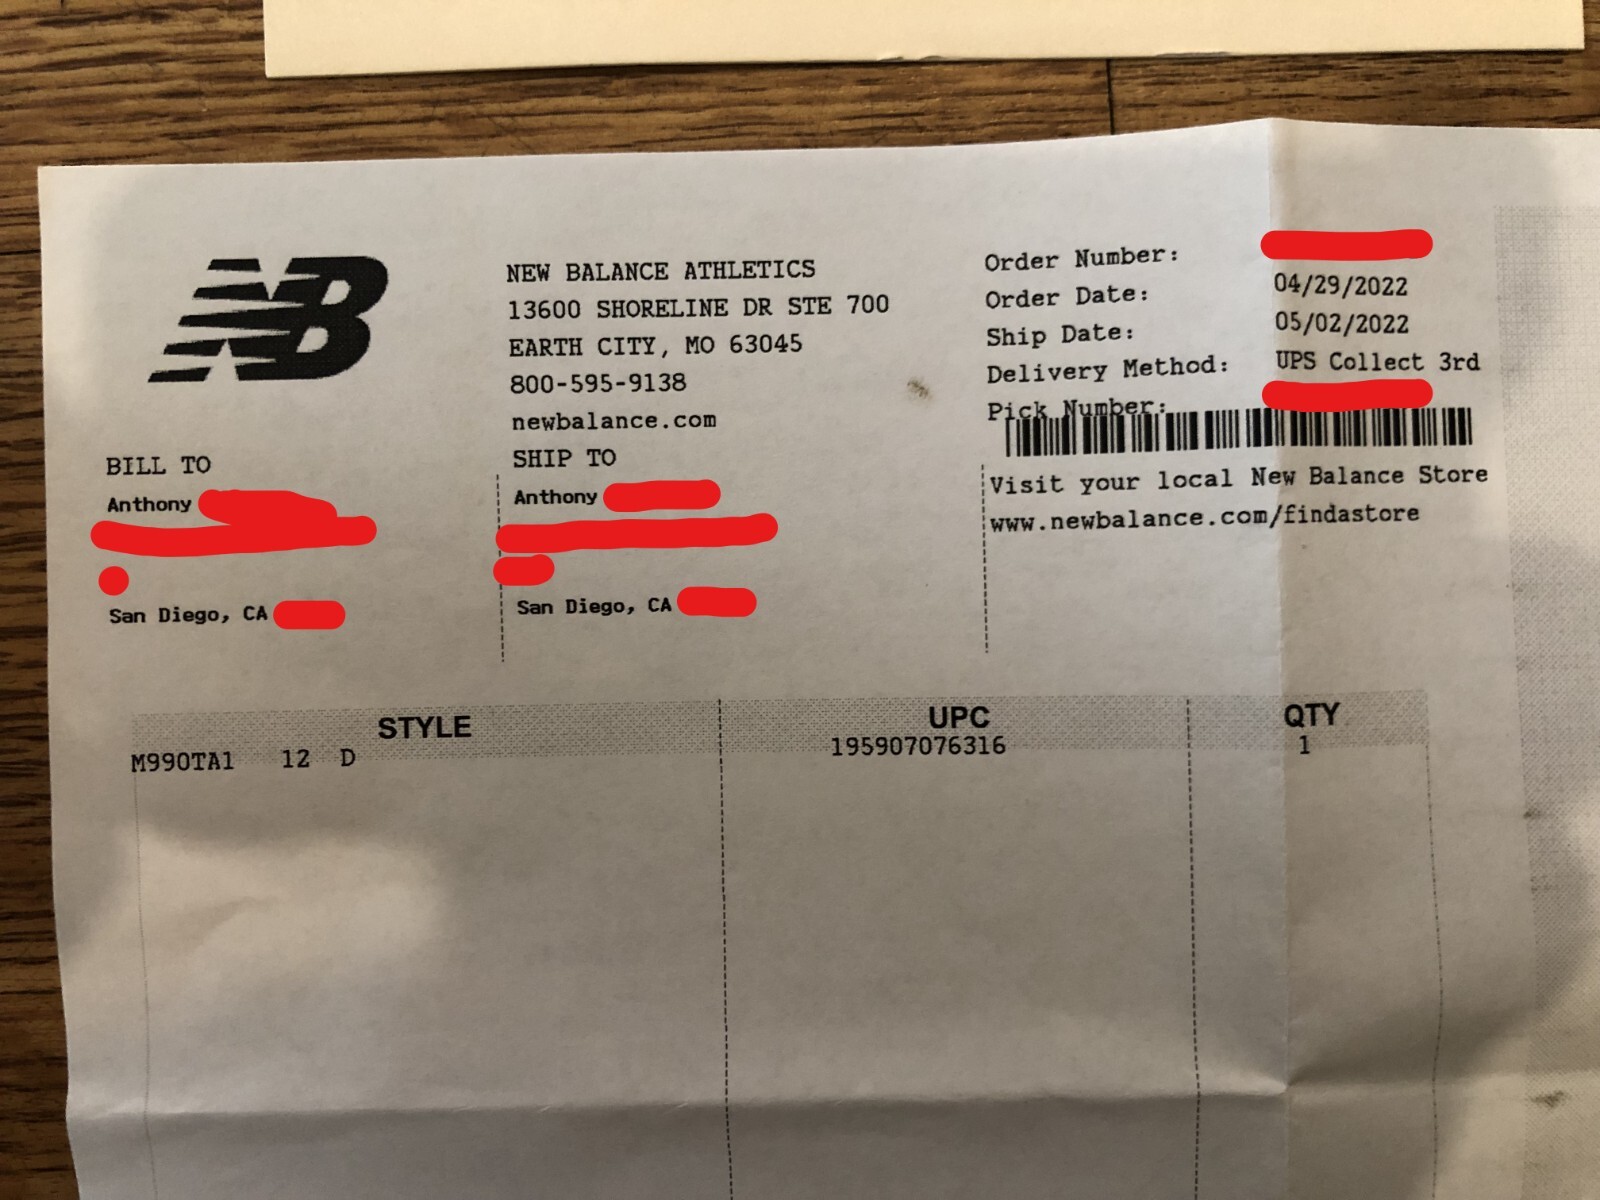 NB
NEW BALANCE ATHLETICS
13600 SHORELINE DR STE 700
EARTH CITY, MO 63045
800-595-9138
newbalance.com
Order Number:
Order Date: 04/29/2022
Ship Date: 05/02/2022
Delivery Method: UPS Collect 3rd
Pick Number:
Visit your local New Balance Store
www.newbalance.com/findastore
BILL TO
Anthony
San Diego, CA
SHIP TO
Anthony
San Diego, CA
STYLE UPC QTY
M990TA1 12 D 195907076316 1